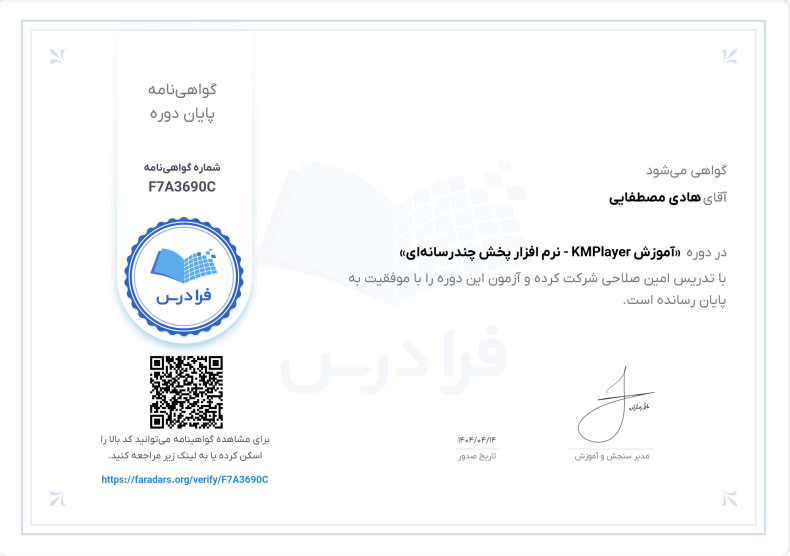 گواهی‌نامه
پایان دوره
شماره گواهی‌نامه
F7A3690C
فرادرس
گواهی می‌شود
آقای هادی مصطفایی
در دوره «آموزش KMPlayer - نرم افزار پخش چندرسانه‌ای»
با تدریس امین صلاحی شرکت کرده و آزمون این دوره را با موفقیت به
پایان رسانده است.
فرادرس
برای مشاهده گواهینامه می‌توانید کد بالا را
اسکن کرده یا به لینک زیر مراجعه کنید.
https://faradars.org/verify/F7A3690C
۱۴۰۴/۰۴/۱۴
تاریخ صدور
مدیر سنجش و آموزش